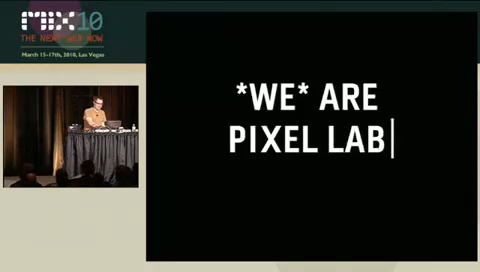 MIX10
THE NEXT WEB NOW
March 15-17th, 2010, Las Vegas
*WE* ARE
PIXEL LAB